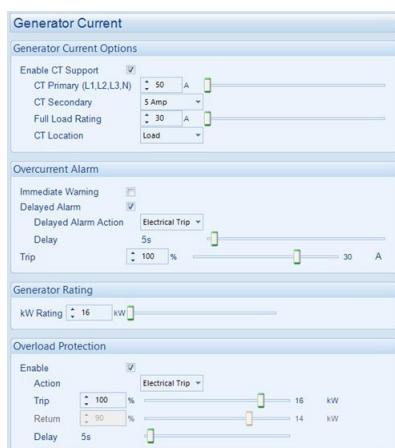 Generator Current
Generator Current Options
Enable CT Support
CT Primary (L1,L2,L3,N) 50 A
CT Secondary 5 Amp
Full Load Rating 30 A
CT Location Load
Overcurrent Alarm
Immediate Warning
Delayed Alarm
Delayed Alarm Action Electrical Trip
Delay 5s
Trip 100 % 30 A
Generator Rating
kW Rating 16 kW
Overload Protection
Enable
Action Electrical Trip
Trip 100 % 16 kW
Return 90 % 14 kW
Delay 5s